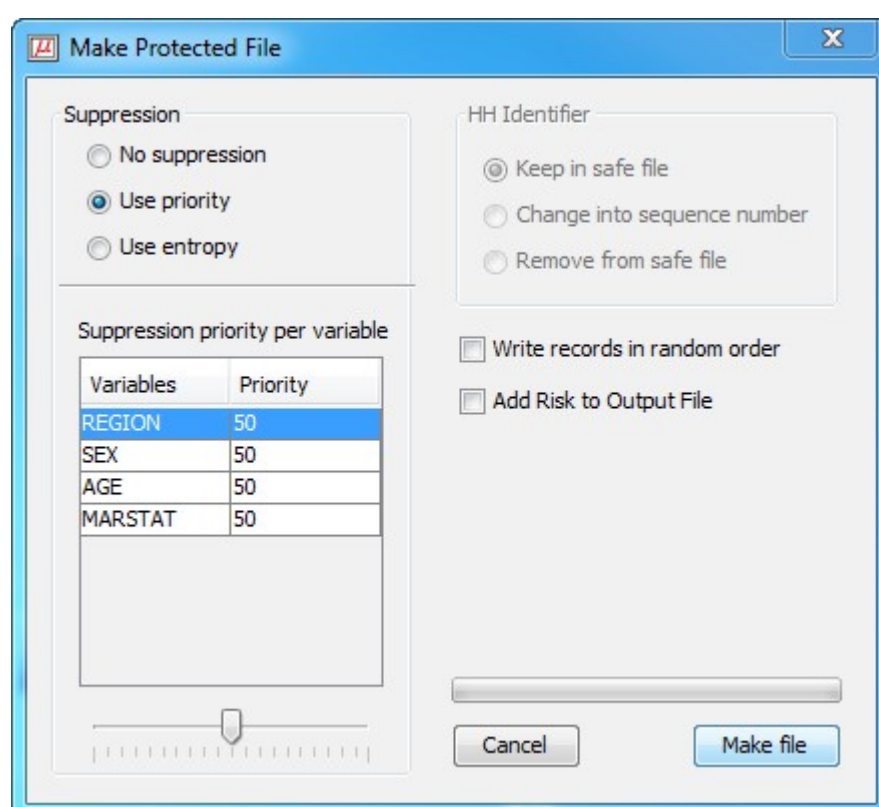 μ Make Protected File
Suppression
No suppression
Use priority
Use entropy
Suppression priority per variable
Variables Priority
REGION 50
SEX 50
AGE 50
MARSTAT 50
HH Identifier
Keep in safe file
Change into sequence number
Remove from safe file
Write records in random order
Add Risk to Output File
Cancel Make file